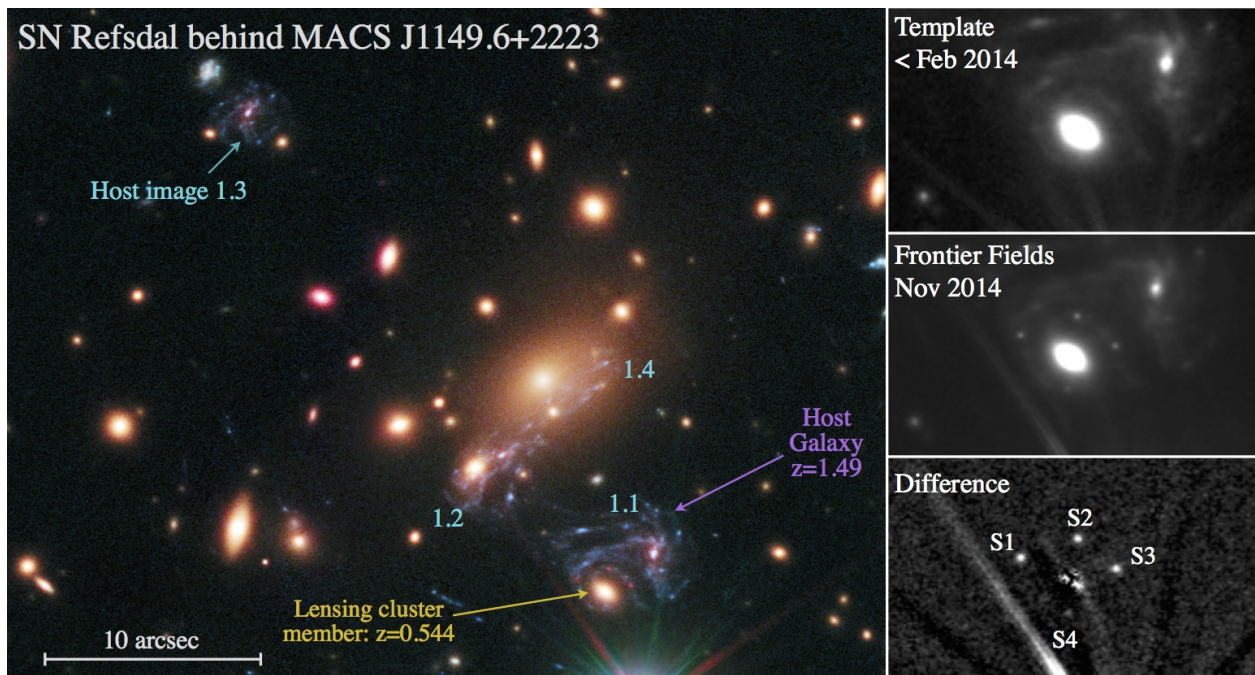 SN Refsdal behind MACS J1149.6+2223
Host image 1.3
1.4
Host
Galaxy
z=1.49
1.1
1.2
Lensing cluster
member: z=0.544
10 arcsec
Template
< Feb 2014
Frontier Fields
Nov 2014
Difference
S2
S1
S3
S4